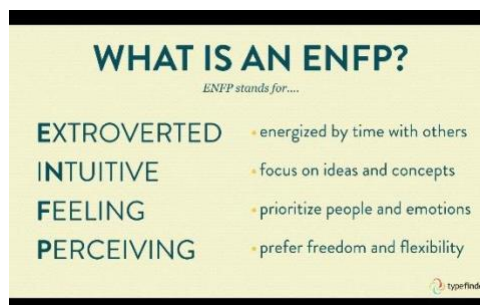 WHAT IS AN ENFP?
ENFP stands for....
EXTROVERTED • energized by time with others
INTUITIVE • focus on ideas and concepts
FEELING • prioritize people and emotions
PERCEIVING • prefer freedom and flexibility
typefinde